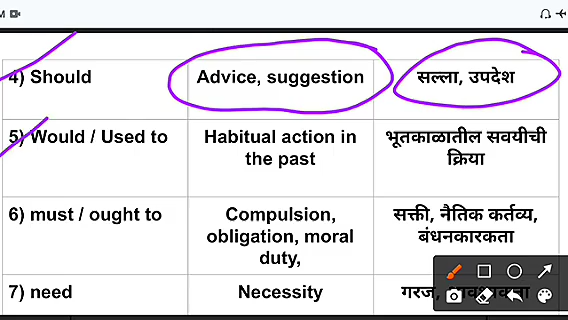 M
4) Should
Advice, suggestion
सल्ला, उपदेश
5) Would / Used to
Habitual action in
the past
भूतकाळातील सवयीची
क्रिया
6) must / ought to
Compulsion,
obligation, moral
duty,
सक्ती, नैतिक कर्तव्य,
बंधनकारकता
7) need
Necessity
गरज,